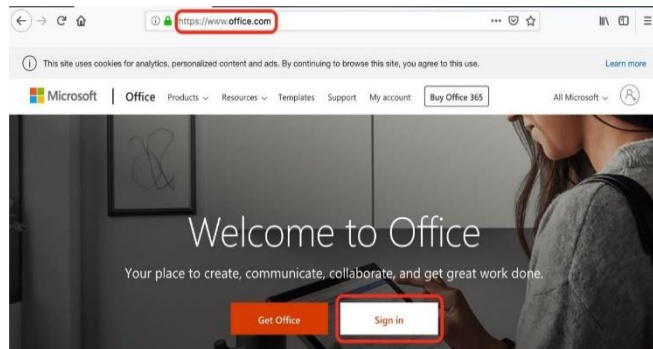 https://www.office.com
This site uses cookies for analytics, personalized content and ads. By continuing to browse this site, you agree to this use. Learn more
Microsoft Office Products Resources Templates Support My account Buy Office 365 All Microsoft
Welcome to Office
Your place to create, communicate, collaborate, and get great work done.
Get Office Sign in